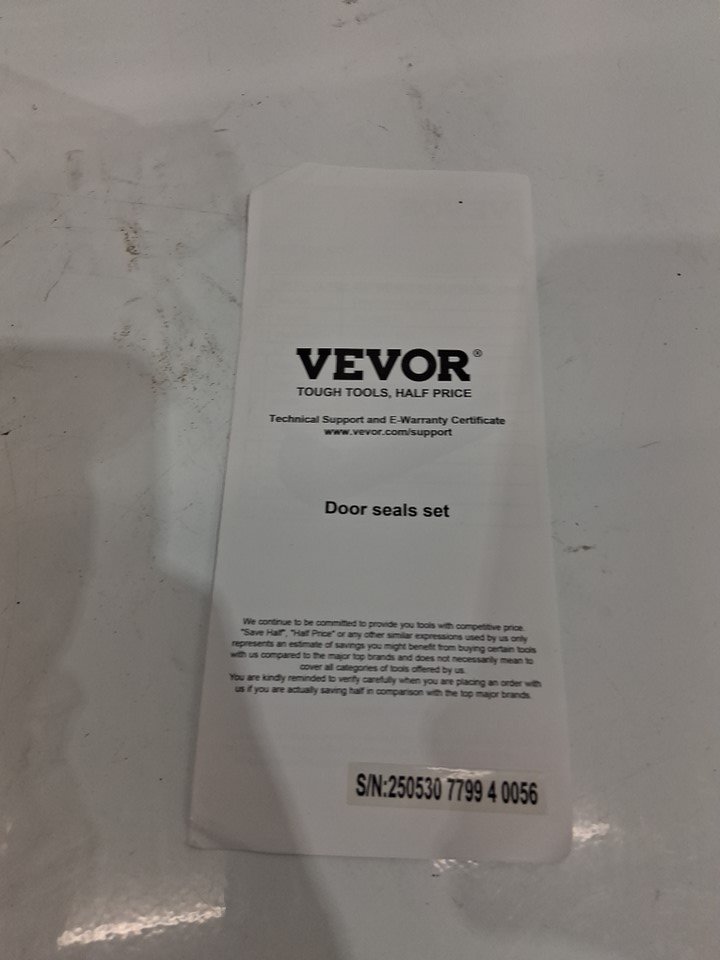 VEVOR®
TOUGH TOOLS, HALF PRICE
Technical Support and E-Warranty Certificate
www.vevor.com/support
Door seals set
We continue to be committed to provide you tools with competitive price.
"Save Half", "Half Price" or any other similar expressions used by us only
represents an estimate of savings you might benefit from buying certain tools
with us compared to the major top brands and does not necessarily mean to
cover all categories of tools offered by us.
You are kindly reminded to verify carefully when you are placing an order with
us if you are actually saving half in comparison with the top major brands.
S/N:250530 7799 4 0056